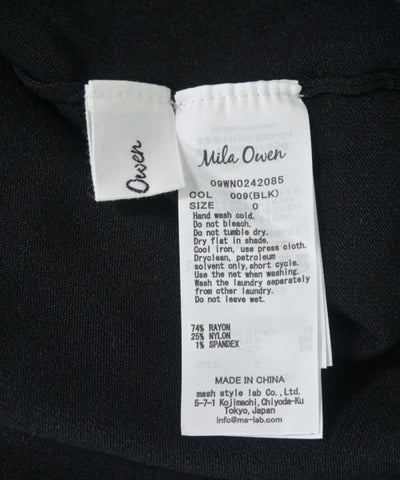 Owen
Mila Owen
09WN0242085
COL 009(BLK)
SIZE 0
Hand wash cold.
Do not bleach.
Do not tumble dry.
Dry flat in shade.
Cool iron, use press cloth.
Dryclean, petroleum
solvent only, short cycle.
Use the net when washing.
Wash the laundry separately
from other laundry.
Do not leave wet.
74% RAYON
25% NYLON
1% SPANDEX
MADE IN CHINA
mash style lab Co., Ltd.
5-7-1 Kojimachi, Chiyoda-Ku
Tokyo, Japan
info@ms-lab.com